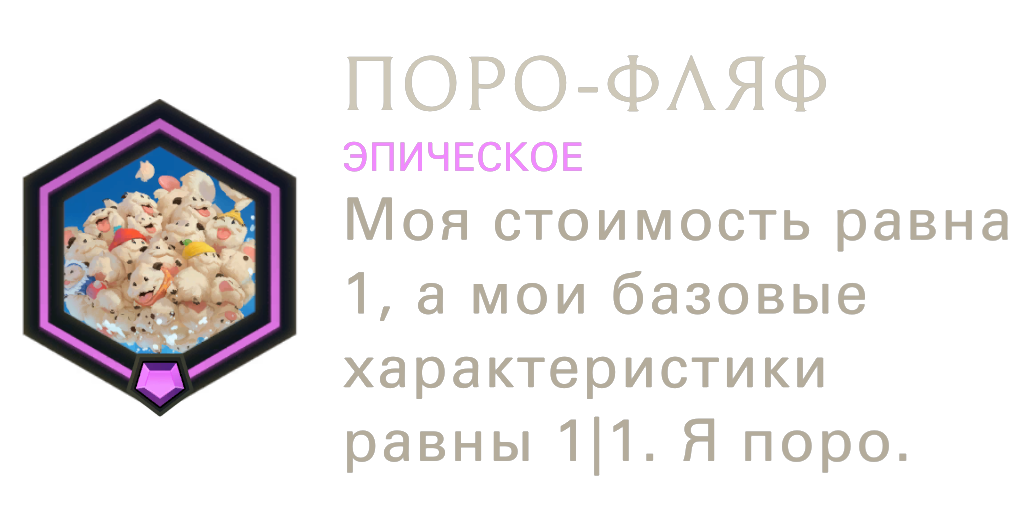 ПОРО-ФЛЯФ
ЭПИЧЕСКОЕ
Моя стоимость равна
1, а мои базовые
характеристики
равны 1|1. Я поро.